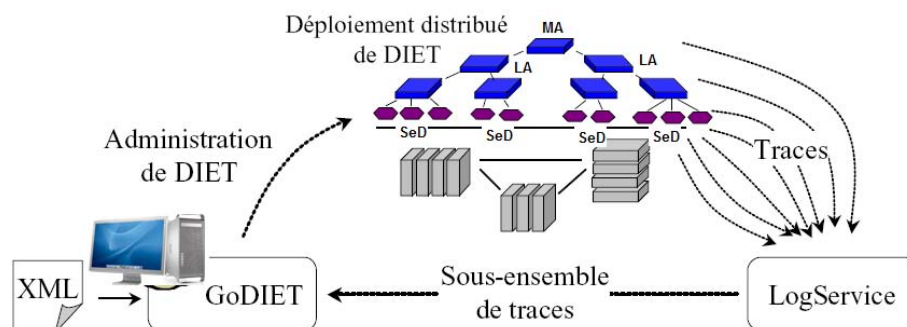 Déploiement distribué
de DIET
MA
LA
LA
SeD
SeD
SeD
SeD
Administration
de DIET
Traces
XML
GoDIET
Sous-ensemble
de traces
LogService